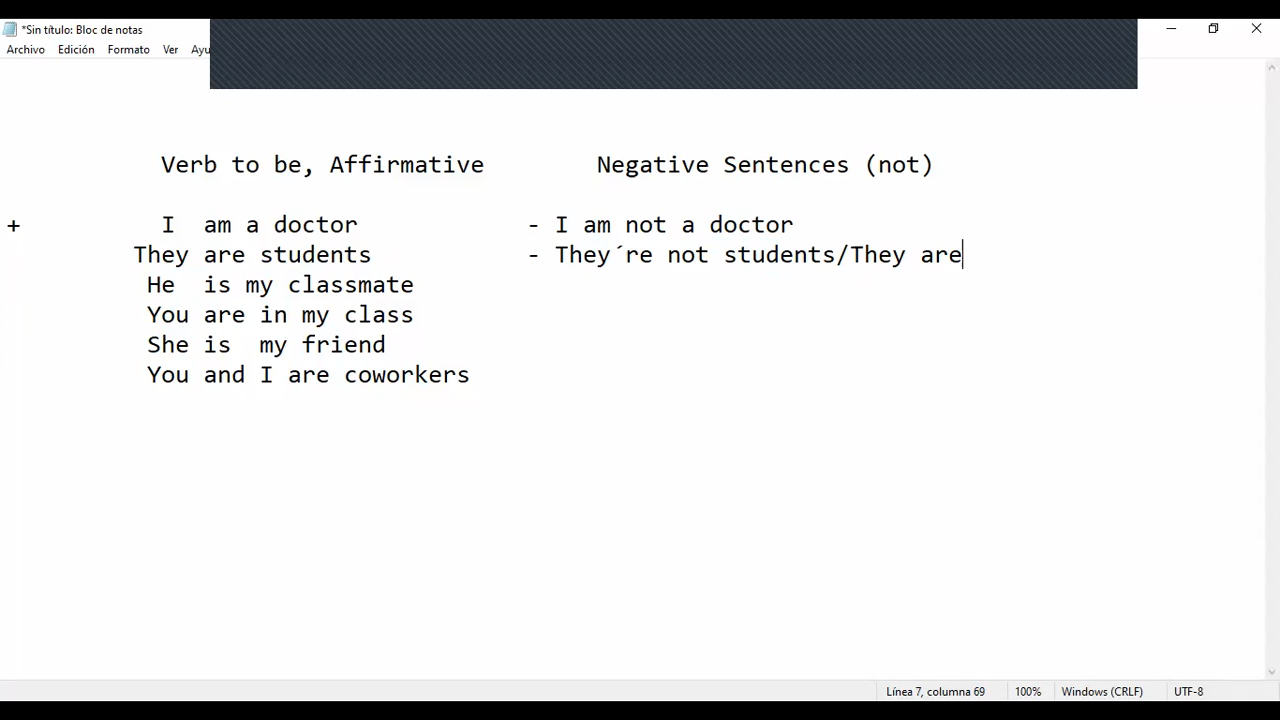 *Sin título: Bloc de notas
Archivo Edición Formato Ver Ayu
Verb to be, Affirmative Negative Sentences (not)
+ I am a doctor - I am not a doctor
They are students - They´re not students/They are
He is my classmate
You are in my class
She is my friend
You and I are coworkers
Línea 7, columna 69 100% Windows (CRLF) UTF-8